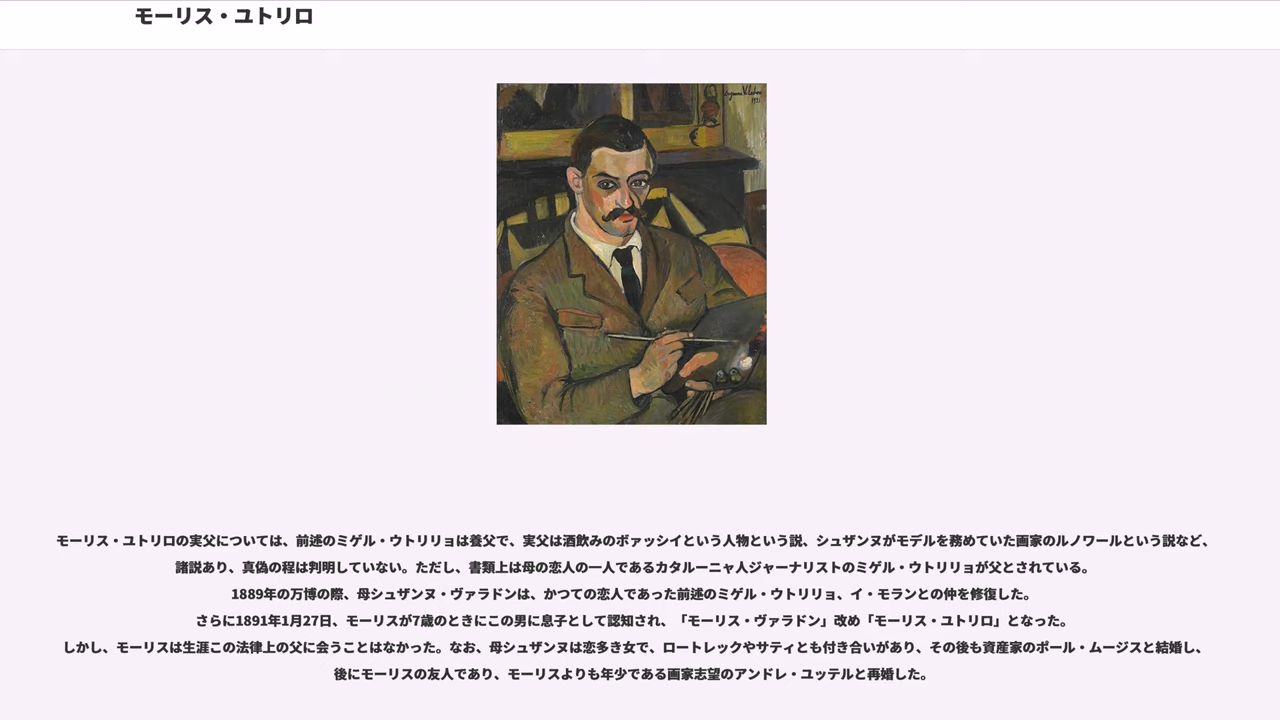 モーリス・ユトリロ
Suzanne Valadon
1921
モーリス・ユトリロの実父については、前述のミゲル・ウトリリョは養父で、実父は酒飲みのボァッシイという人物という説、シュザンヌがモデルを務めていた画家のルノワールという説など、
諸説あり、真偽の程は判明していない。ただし、書類上は母の恋人の一人であるカタルーニャ人ジャーナリストのミゲル・ウトリリョが父とされている。
1889年の万博の際、母シュザンヌ・ヴァラドンは、かつての恋人であった前述のミゲル・ウトリリョ、イ・モランとの仲を修復した。
さらに1891年1月27日、モーリスが7歳のときにこの男に息子として認知され、「モーリス・ヴァラドン」改め「モーリス・ユトリロ」となった。
しかし、モーリスは生涯この法律上の父に会うことはなかった。なお、母シュザンヌは恋多き女で、ロートレックやサティとも付き合いがあり、その後も資産家のポール・ムージスと結婚し、
後にモーリスの友人であり、モーリスよりも年少である画家志望のアンドレ・ユッテルと再婚した。